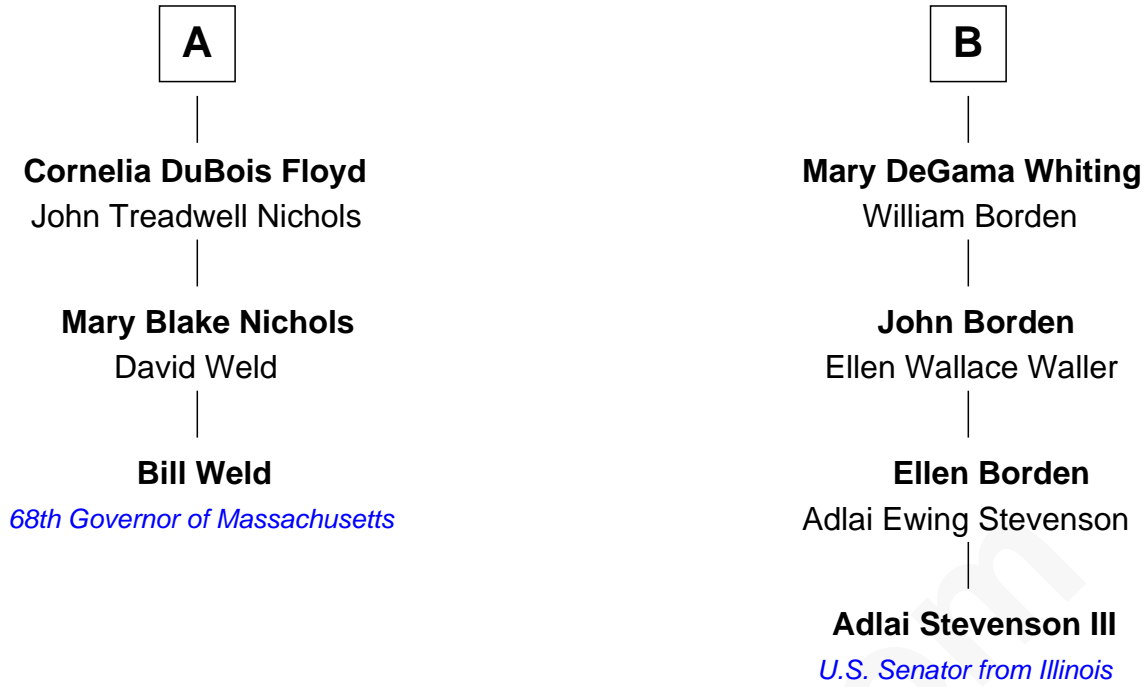 A
Cornelia DuBois Floyd
John Treadwell Nichols
Mary Blake Nichols
David Weld
Bill Weld
68th Governor of Massachusetts
B
Mary DeGama Whiting
William Borden
John Borden
Ellen Wallace Waller
Ellen Borden
Adlai Ewing Stevenson
Adlai Stevenson III
U.S. Senator from Illinois